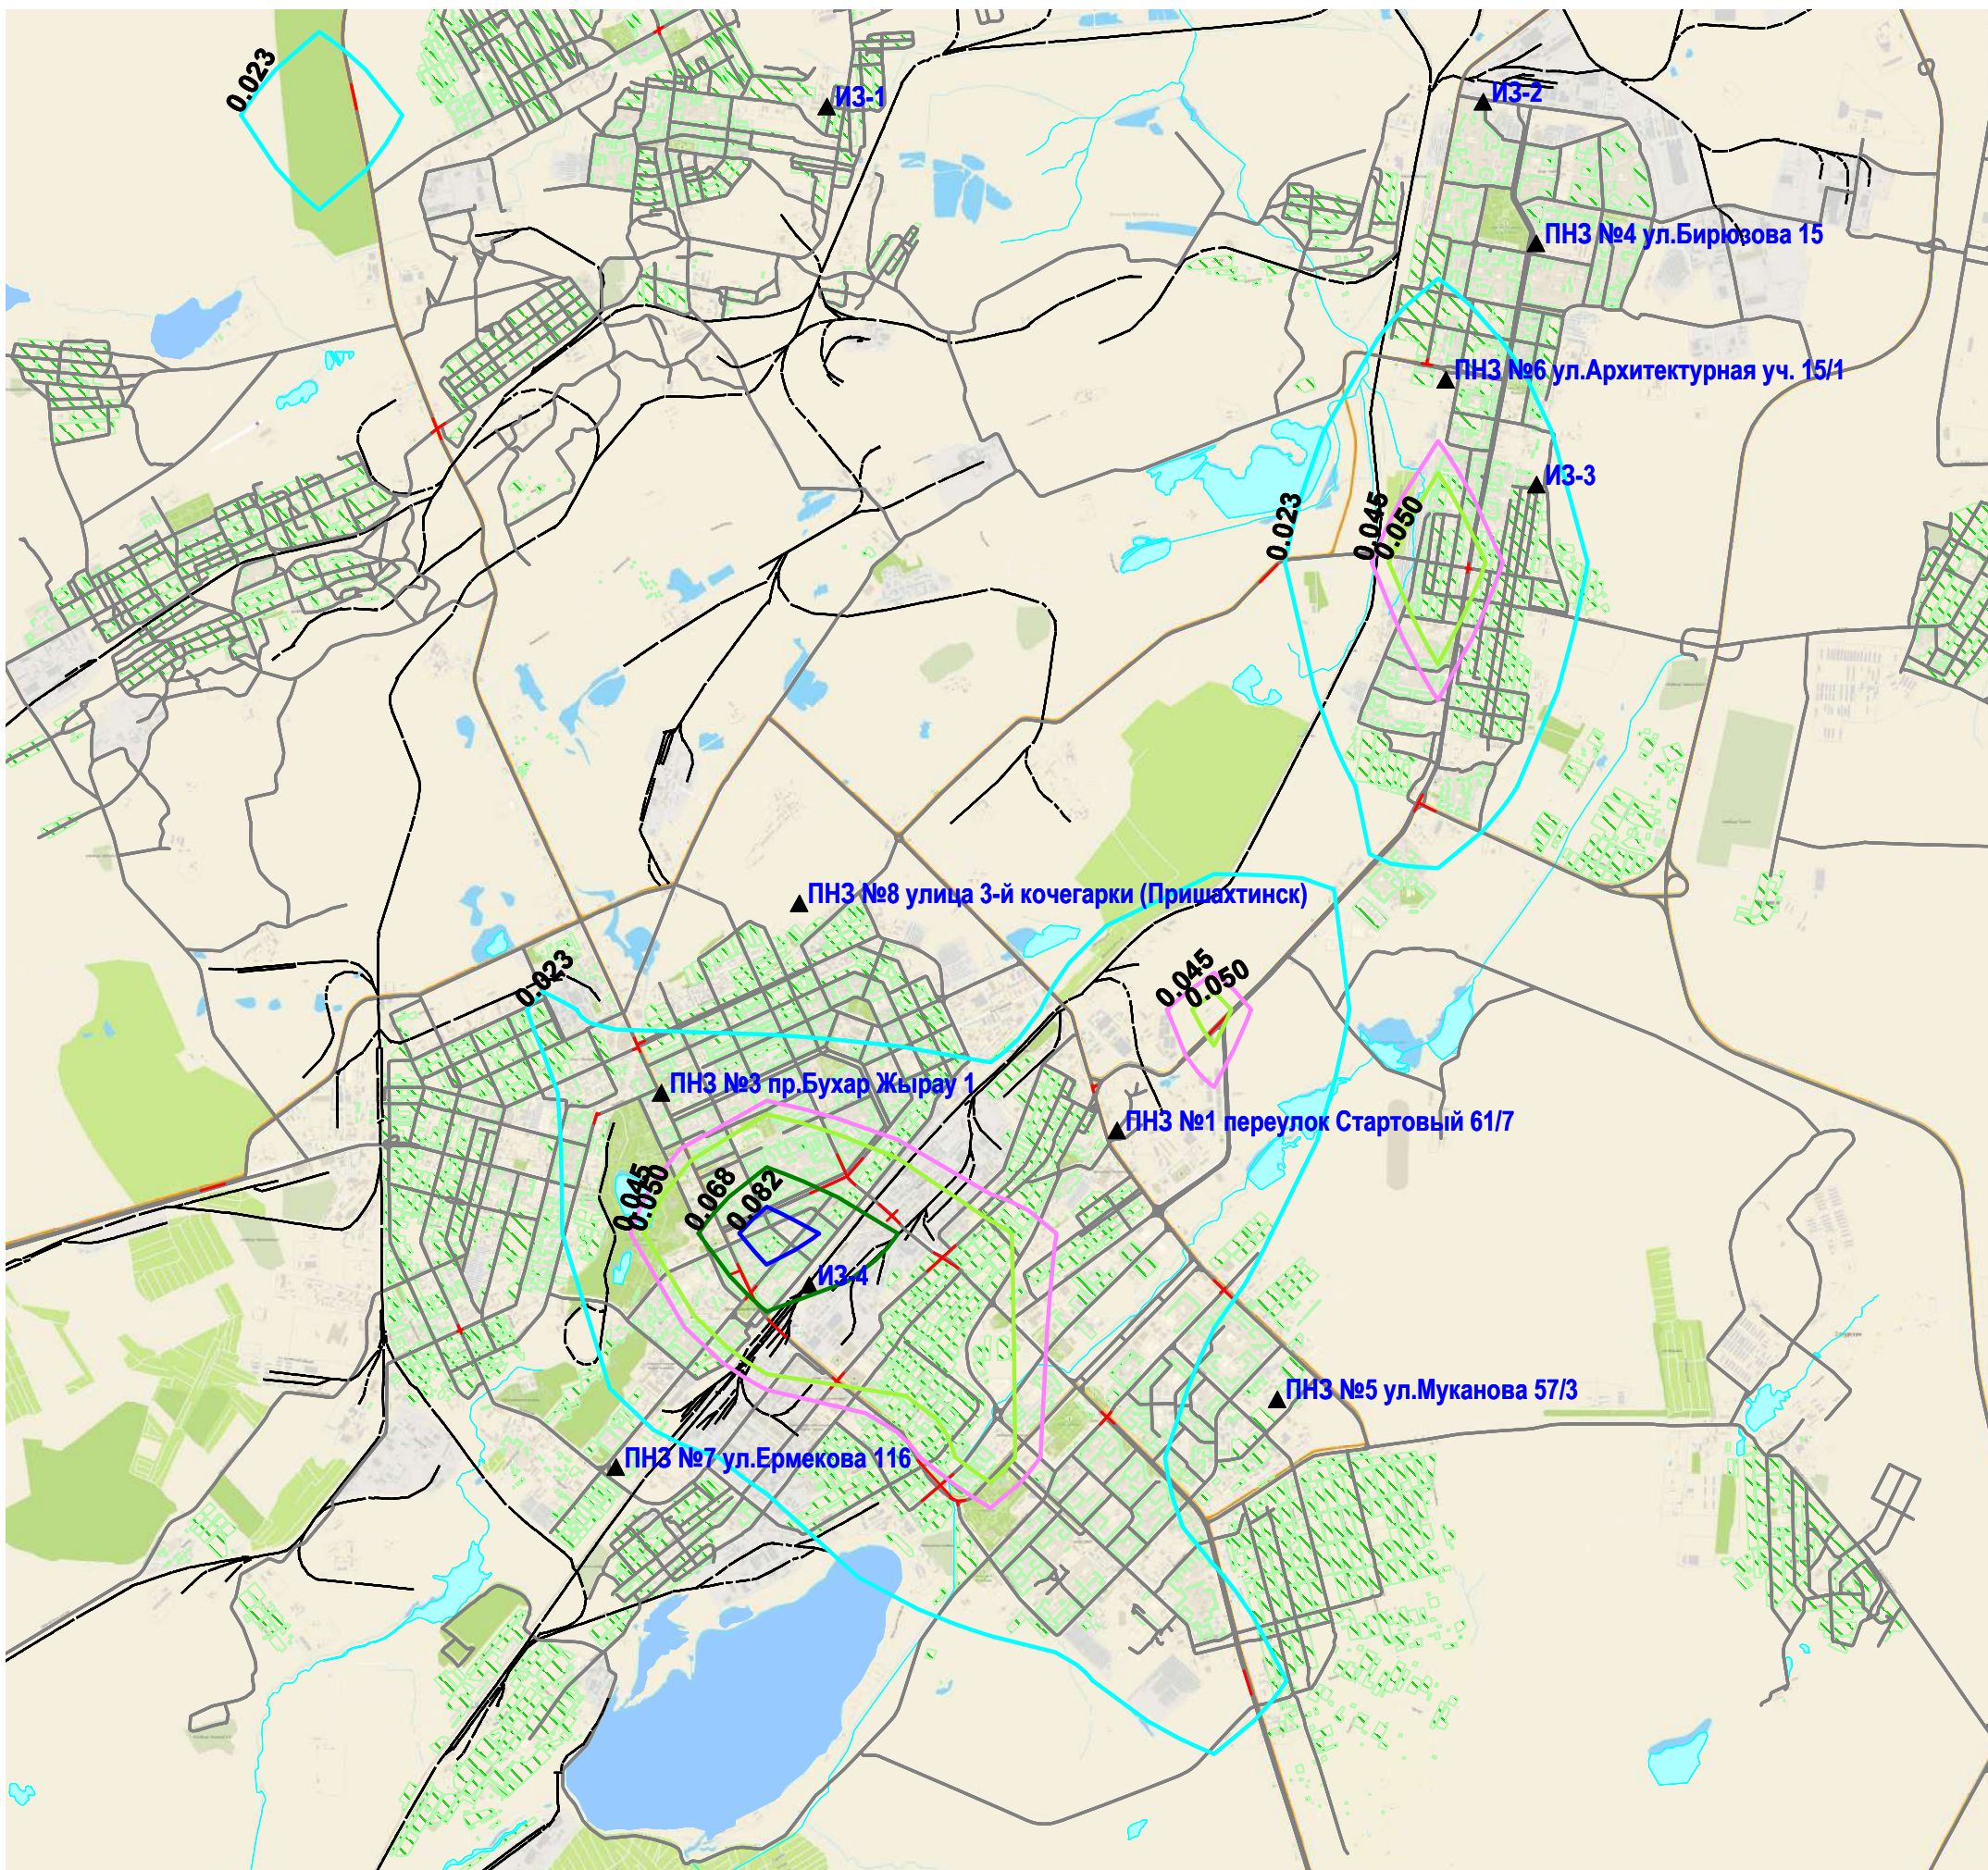 0.023
ИЗ-1
ИЗ-2
ПНЗ №4 ул.Бирюзова 15
ПНЗ №6 ул.Архитектурная уч. 15/1
ИЗ-3
0.023
0.045
0.050
ПНЗ №8 улица 3-й кочегарки (Пришахтинск)
0.023
0.045
0.050
ПНЗ №3 пр.Бухар Жырау 1
ПНЗ №1 переулок Стартовый 61/7
0.045
0.050
0.068
0.082
ИЗ-4
ПНЗ №5 ул.Муканова 57/3
ПНЗ №7 ул.Ермекова 116